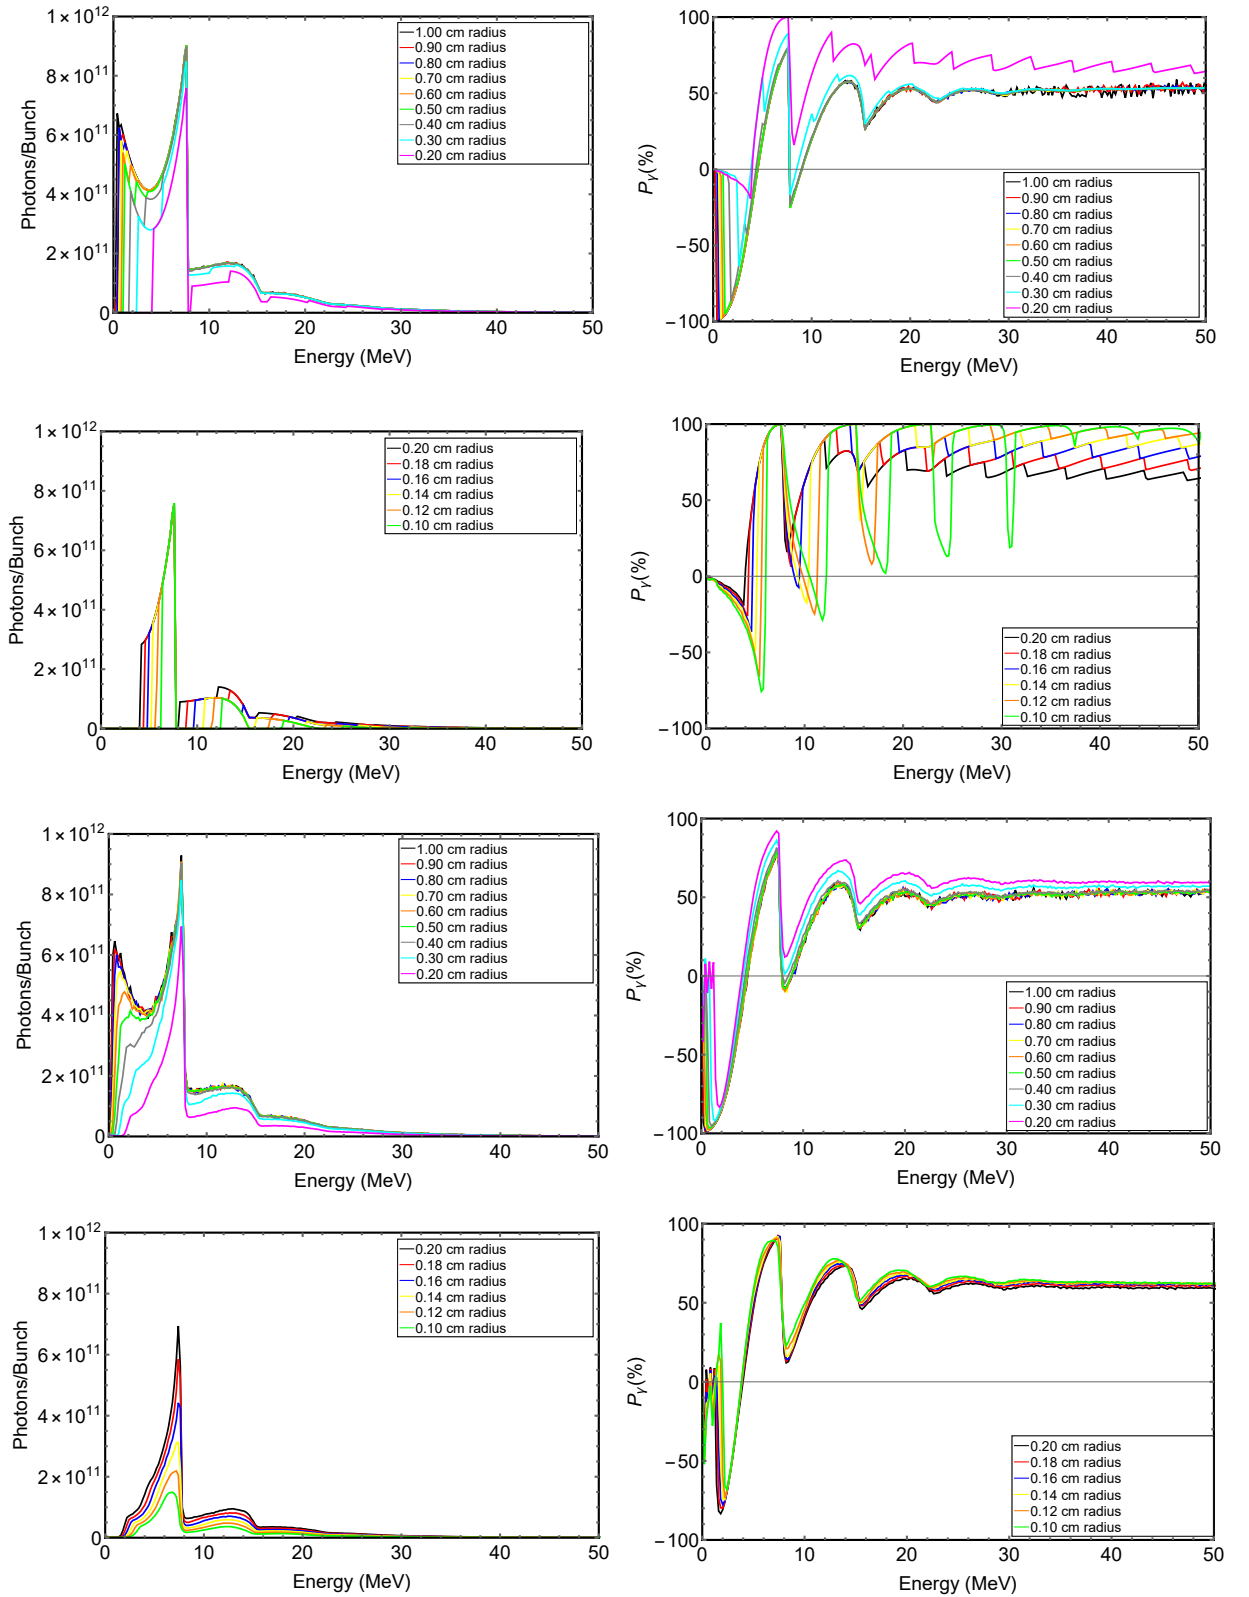 1×10¹²
8×10¹¹
6×10¹¹
4×10¹¹
2×10¹¹
0
Photons/Bunch
0 10 20 30 40 50
Energy (MeV)
1.00 cm radius
0.90 cm radius
0.80 cm radius
0.70 cm radius
0.60 cm radius
0.50 cm radius
0.40 cm radius
0.30 cm radius
0.20 cm radius
100
50
0
−50
−100
Pγ(%)
0 10 20 30 40 50
Energy (MeV)
1.00 cm radius
0.90 cm radius
0.80 cm radius
0.70 cm radius
0.60 cm radius
0.50 cm radius
0.40 cm radius
0.30 cm radius
0.20 cm radius
1×10¹²
8×10¹¹
6×10¹¹
4×10¹¹
2×10¹¹
0
Photons/Bunch
0 10 20 30 40 50
Energy (MeV)
0.20 cm radius
0.18 cm radius
0.16 cm radius
0.14 cm radius
0.12 cm radius
0.10 cm radius
100
50
0
−50
−100
Pγ(%)
0 10 20 30 40 50
Energy (MeV)
0.20 cm radius
0.18 cm radius
0.16 cm radius
0.14 cm radius
0.12 cm radius
0.10 cm radius
1×10¹²
8×10¹¹
6×10¹¹
4×10¹¹
2×10¹¹
0
Photons/Bunch
0 10 20 30 40 50
Energy (MeV)
1.00 cm radius
0.90 cm radius
0.80 cm radius
0.70 cm radius
0.60 cm radius
0.50 cm radius
0.40 cm radius
0.30 cm radius
0.20 cm radius
100
50
0
−50
−100
Pγ(%)
0 10 20 30 40 50
Energy (MeV)
1.00 cm radius
0.90 cm radius
0.80 cm radius
0.70 cm radius
0.60 cm radius
0.50 cm radius
0.40 cm radius
0.30 cm radius
0.20 cm radius
1×10¹²
8×10¹¹
6×10¹¹
4×10¹¹
2×10¹¹
0
Photons/Bunch
0 10 20 30 40 50
Energy (MeV)
0.20 cm radius
0.18 cm radius
0.16 cm radius
0.14 cm radius
0.12 cm radius
0.10 cm radius
100
50
0
−50
−100
Pγ(%)
0 10 20 30 40 50
Energy (MeV)
0.20 cm radius
0.18 cm radius
0.16 cm radius
0.14 cm radius
0.12 cm radius
0.10 cm radius